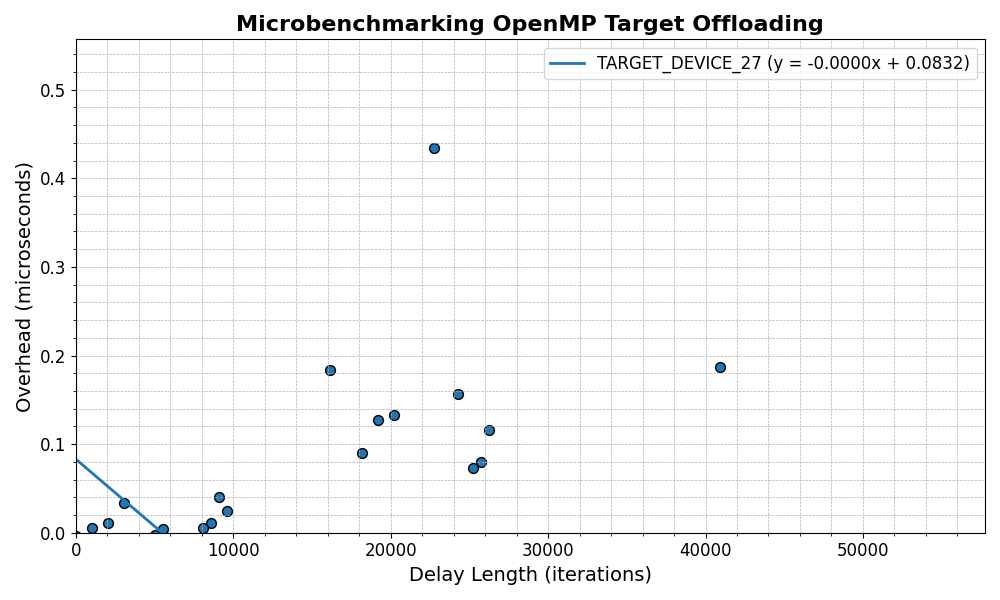 Microbenchmarking OpenMP Target Offloading
TARGET_DEVICE_27 (y = -0.0000x + 0.0832)
Overhead (microseconds)
0.5
0.4
0.3
0.2
0.1
0.0
0 10000 20000 30000 40000 50000
Delay Length (iterations)